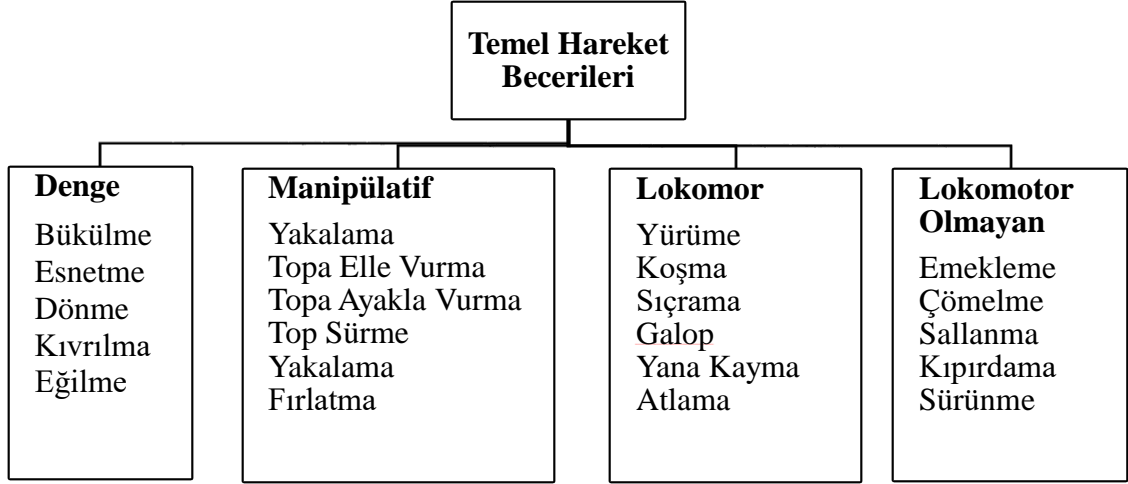 Temel Hareket
Becerileri
Denge
Bükülme
Esnetme
Dönme
Kıvrılma
Eğilme
Manipülatif
Yakalama
Topa Elle Vurma
Topa Ayakla Vurma
Top Sürme
Yakalama
Fırlatma
Lokomor
Yürüme
Koşma
Sıçrama
Galop
Yana Kayma
Atlama
Lokomotor
Olmayan
Emekleme
Çömelme
Sallanma
Kıpırdama
Sürünme